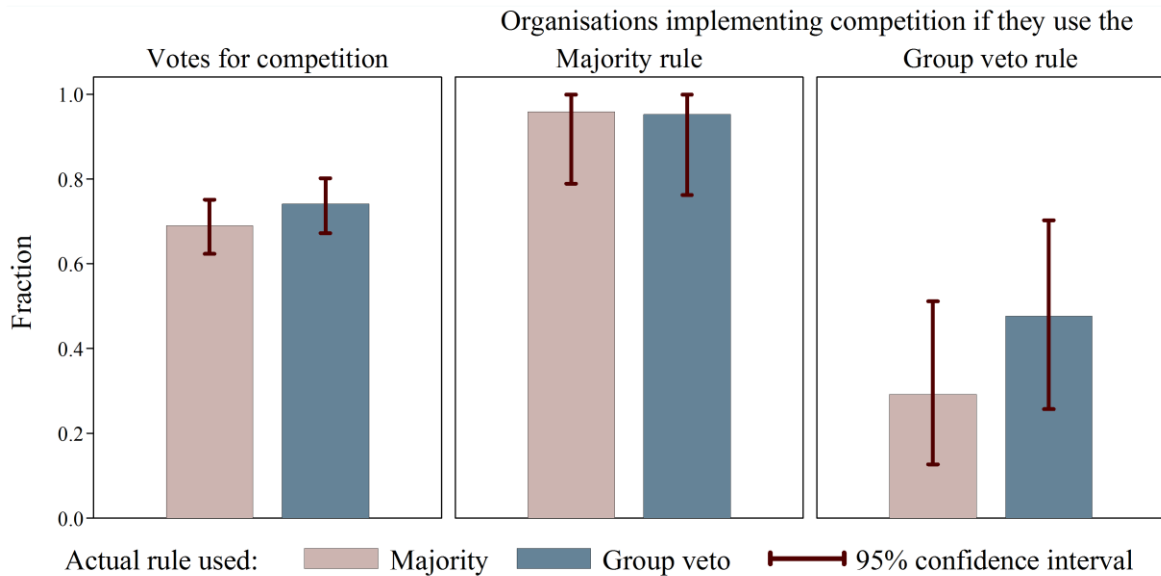 Organisations implementing competition if they use the
Votes for competition
Majority rule
Group veto rule
Fraction
1.0
0.8
0.6
0.4
0.2
0.0
Actual rule used: Majority Group veto 95% confidence interval